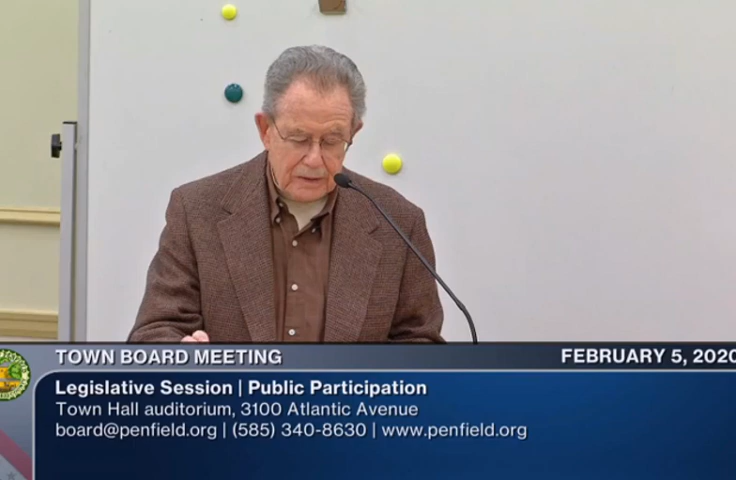 TOWN BOARD MEETING
FEBRUARY 5, 2020
Legislative Session | Public Participation
Town Hall auditorium, 3100 Atlantic Avenue
board@penfield.org | (585) 340-8630 | www.penfield.org